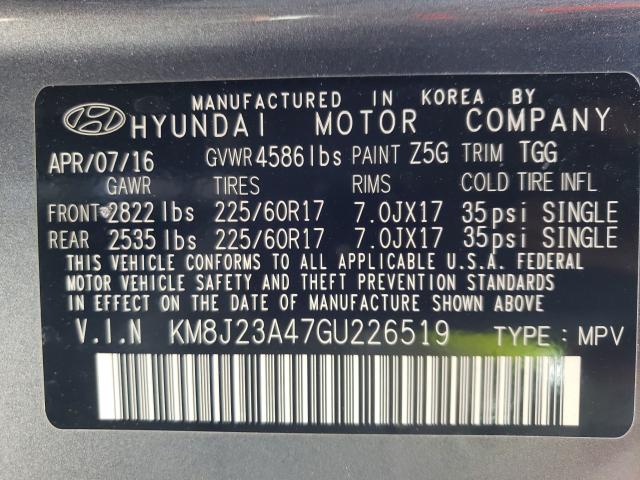 MANUFACTURED IN KOREA BY
HYUNDAI MOTOR COMPANY
APR/07/16 GVWR 4586lbs PAINT Z5G TRIM TGG
GAWR TIRES RIMS COLD TIRE INFL
FRONT 2822 lbs 225/60R17 7.0JX17 35psi SINGLE
REAR 2535 lbs 225/60R17 7.0JX17 35psi SINGLE
THIS VEHICLE CONFORMS TO ALL APPLICABLE U.S.A. FEDERAL
MOTOR VEHICLE SAFETY AND THEFT PREVENTION STANDARDS
IN EFFECT ON THE DATE OF MANUFACTURE SHOWN ABOVE.
V.I.N KM8J23A47GU226519 TYPE : MPV